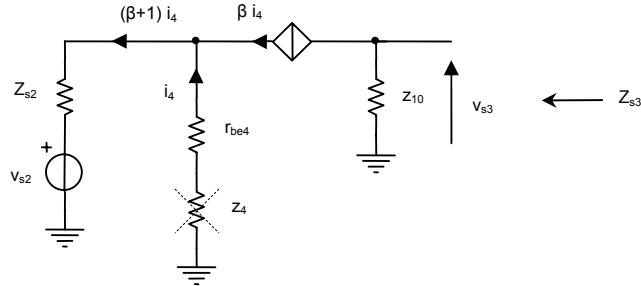 (β+1) i4
β i4
Zs2
i4
z10
vs3
Zs3
rbe4
+
vs2
z4